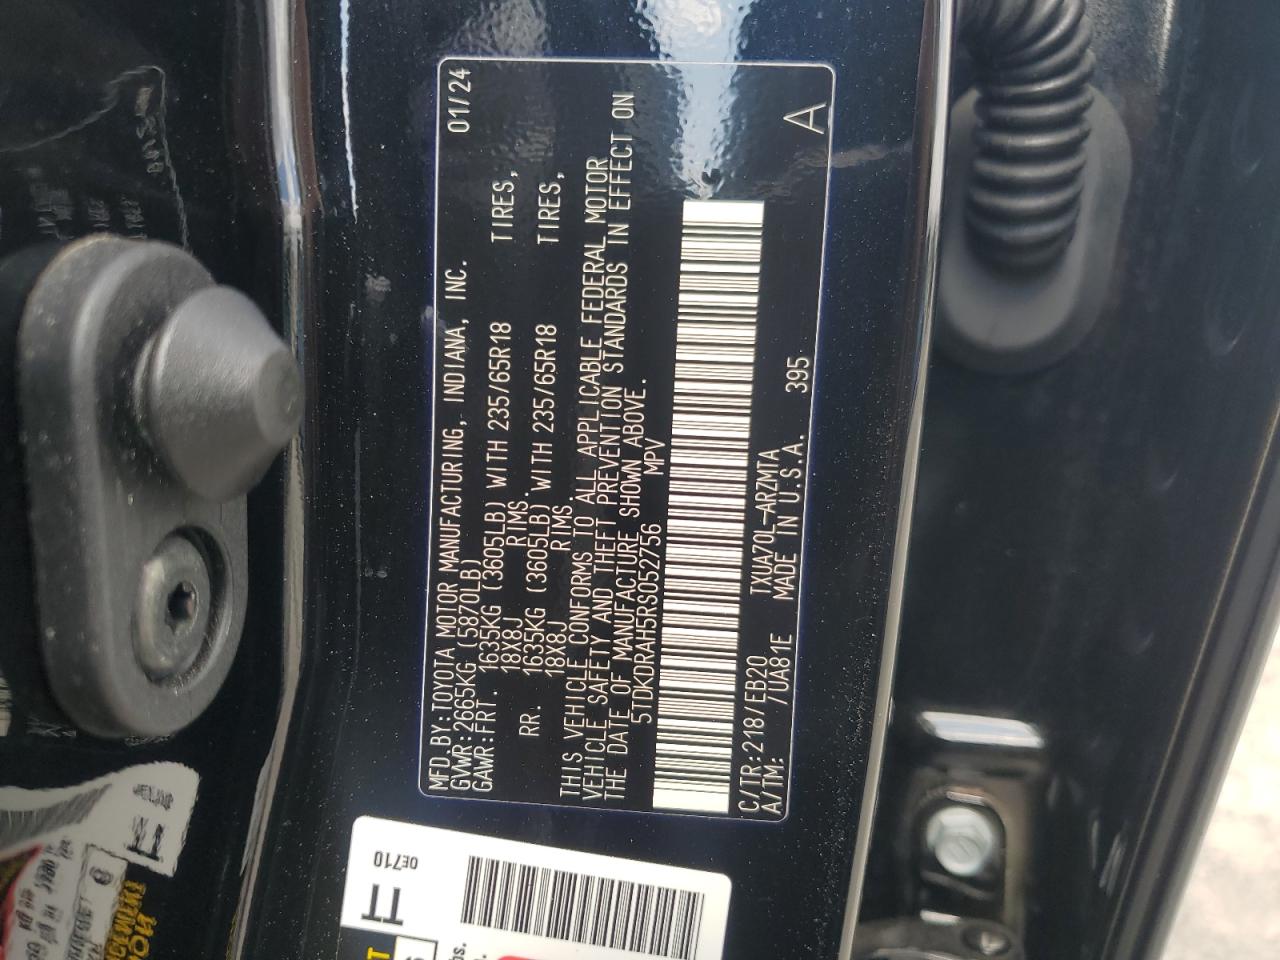 MFD.BY:TOYOTA MOTOR MANUFACTURING, INDIANA, INC. 01/24
GVWR:2665KG (5870LB)
GAWR:FRT. 1635KG (3605LB) WITH 235/65R18 TIRES,
18X8J RIMS.
RR. 1635KG (3605LB) WITH 235/65R18 TIRES,
18X8J RIMS.
THIS VEHICLE CONFORMS TO ALL APPLICABLE FEDERAL MOTOR
VEHICLE SAFETY AND THEFT PREVENTION STANDARDS IN EFFECT ON
THE DATE OF MANUFACTURE SHOWN ABOVE.
5TDKDRAH5RS052756 MPV
C/TR:218/EB20 TXUA70L-ARZMTA
A/TM: /UA81E MADE IN U.S.A. 395
A
0E710